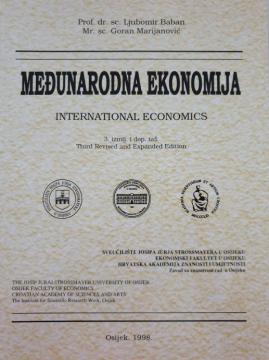 Prof. dr. sc. Ljubomir Baban
Mr. sc. Goran Marijanović
MEĐUNARODNA EKONOMIJA
INTERNATIONAL ECONOMICS
3. izmij. i dop. izd.
Third Revised and Expanded Edition
SVEUČILIŠTE JOSIPA JURJA STROSSMAYERA U OSIJEKU
EKONOMSKI FAKULTET U OSIJEKU
HRVATSKA AKADEMIJA ZNANOSTI I UMJETNOSTI
Zavod za znanstveni rad u Osijeku
THE JOSIP JURAJ STROSSMAYER UNIVERSITY OF OSIJEK
OSIJEK FACULTY OF ECONOMICS
CROATIAN ACADEMY OF SCIENCES AND ARTS
The Institute for Scientific Research Work, Osijek
Osijek, 1998.